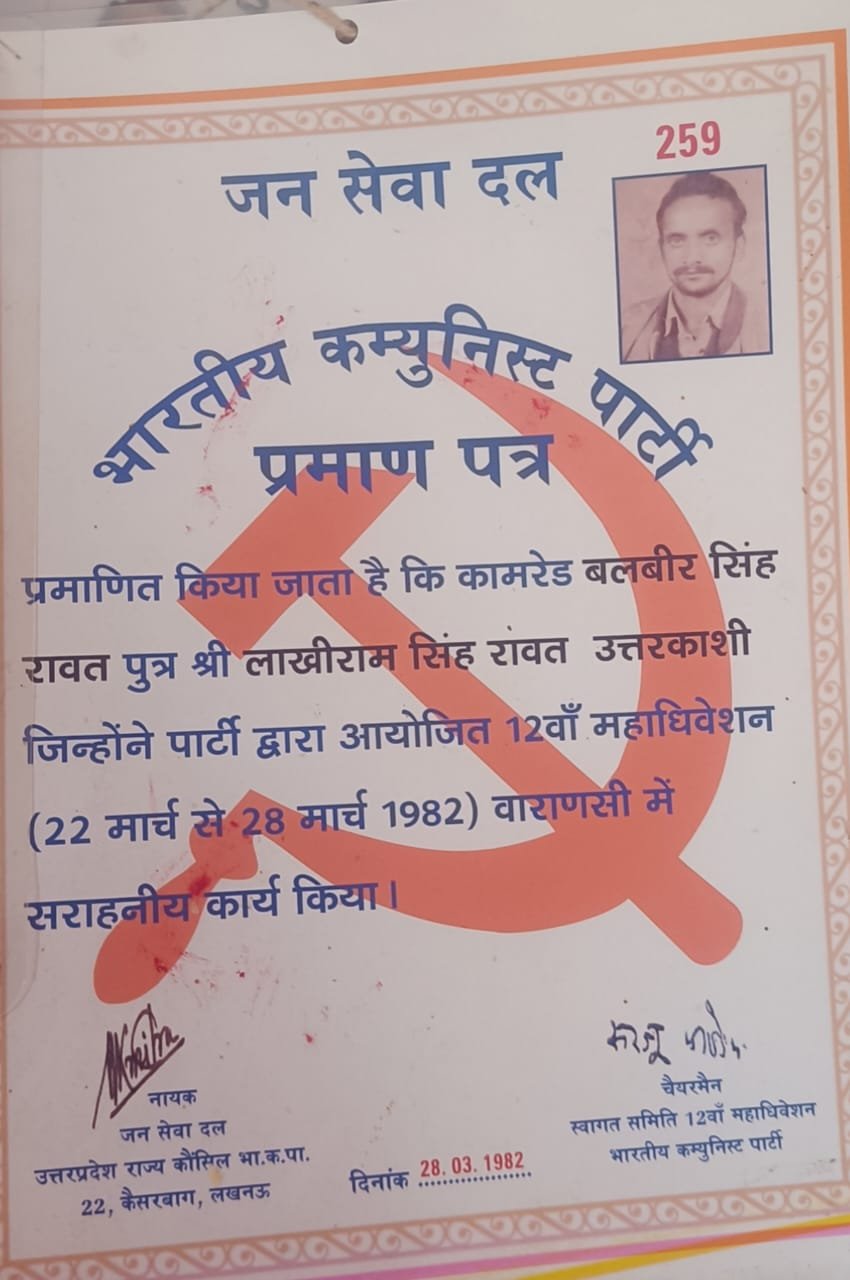 259
जन सेवा दल
भारतीय कम्युनिस्ट पार्टी
प्रमाण पत्र
प्रमाणित किया जाता है कि कामरेड बलबीर सिंह
रावत पुत्र श्री लाखीराम सिंह रांवत उत्तरकाशी
जिन्होंने पार्टी द्वारा आयोजित 12वाँ महाधिवेशन
(22 मार्च से 28 मार्च 1982) वाराणसी में
सराहनीय कार्य किया।
नायक
जन सेवा दल
उत्तरप्रदेश राज्य कौंसिल भा.क.पा.
22, कैसरबाग, लखनऊ
दिनांक 28. 03. 1982
चैयरमैन
स्वागत समिति 12वाँ महाधिवेशन
भारतीय कम्युनिस्ट पार्टी